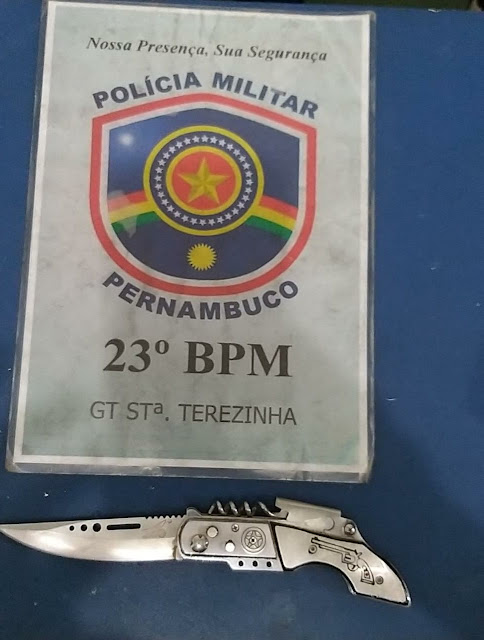 Nossa Presença, Sua Segurança
POLÍCIA MILITAR
PERNAMBUCO
23º BPM
GT STª. TEREZINHA